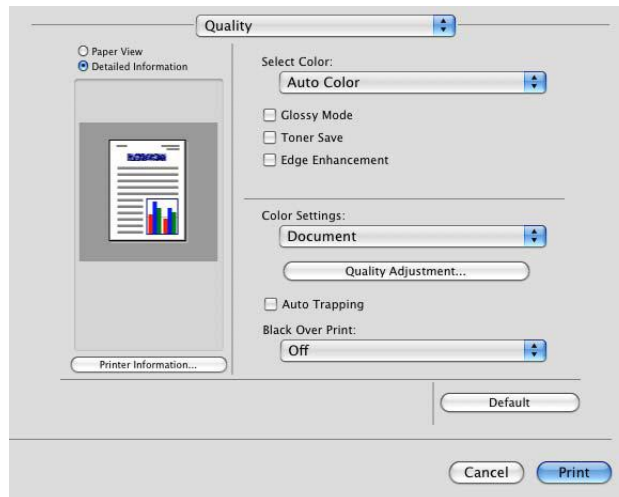 Quality
Paper View
Detailed Information
Printer Information...
Select Color:
Auto Color
Glossy Mode
Toner Save
Edge Enhancement
Color Settings:
Document
Quality Adjustment...
Auto Trapping
Black Over Print:
Off
Default
Cancel
Print